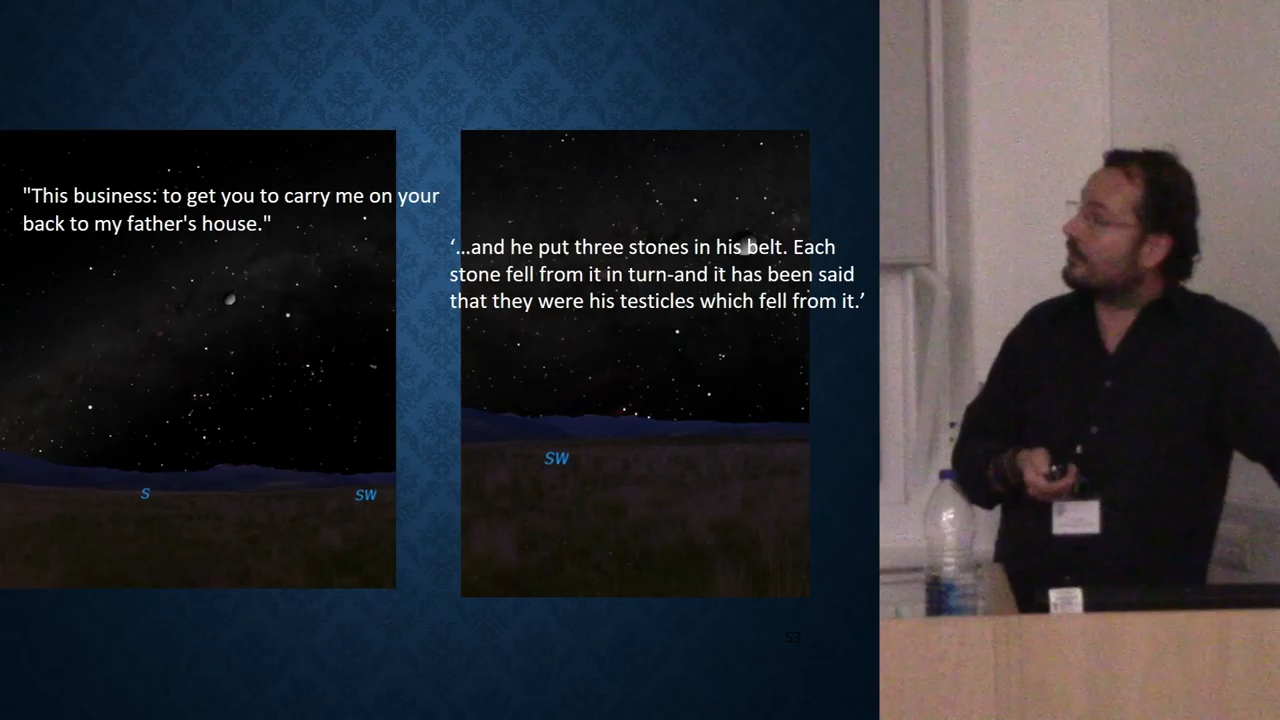 "This business: to get you to carry me on your
back to my father's house."
‘...and he put three stones in his belt. Each
stone fell from it in turn-and it has been said
that they were his testicles which fell from it.’
S
SW
SW
53